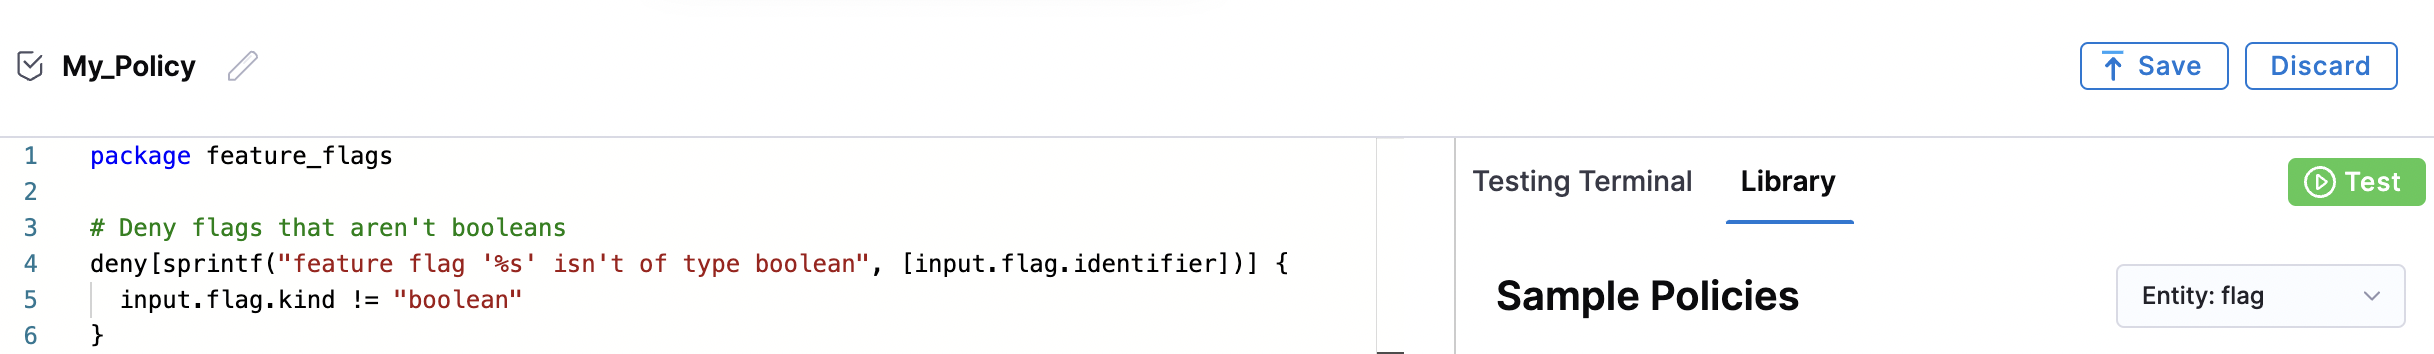 My_Policy
Save
Discard
1 package feature_flags
2
3 # Deny flags that aren't booleans
4 deny[sprintf("feature flag '%s' isn't of type boolean", [input.flag.identifier])] {
5 input.flag.kind != "boolean"
6 }
Testing Terminal
Library
Test
Sample Policies
Entity: flag